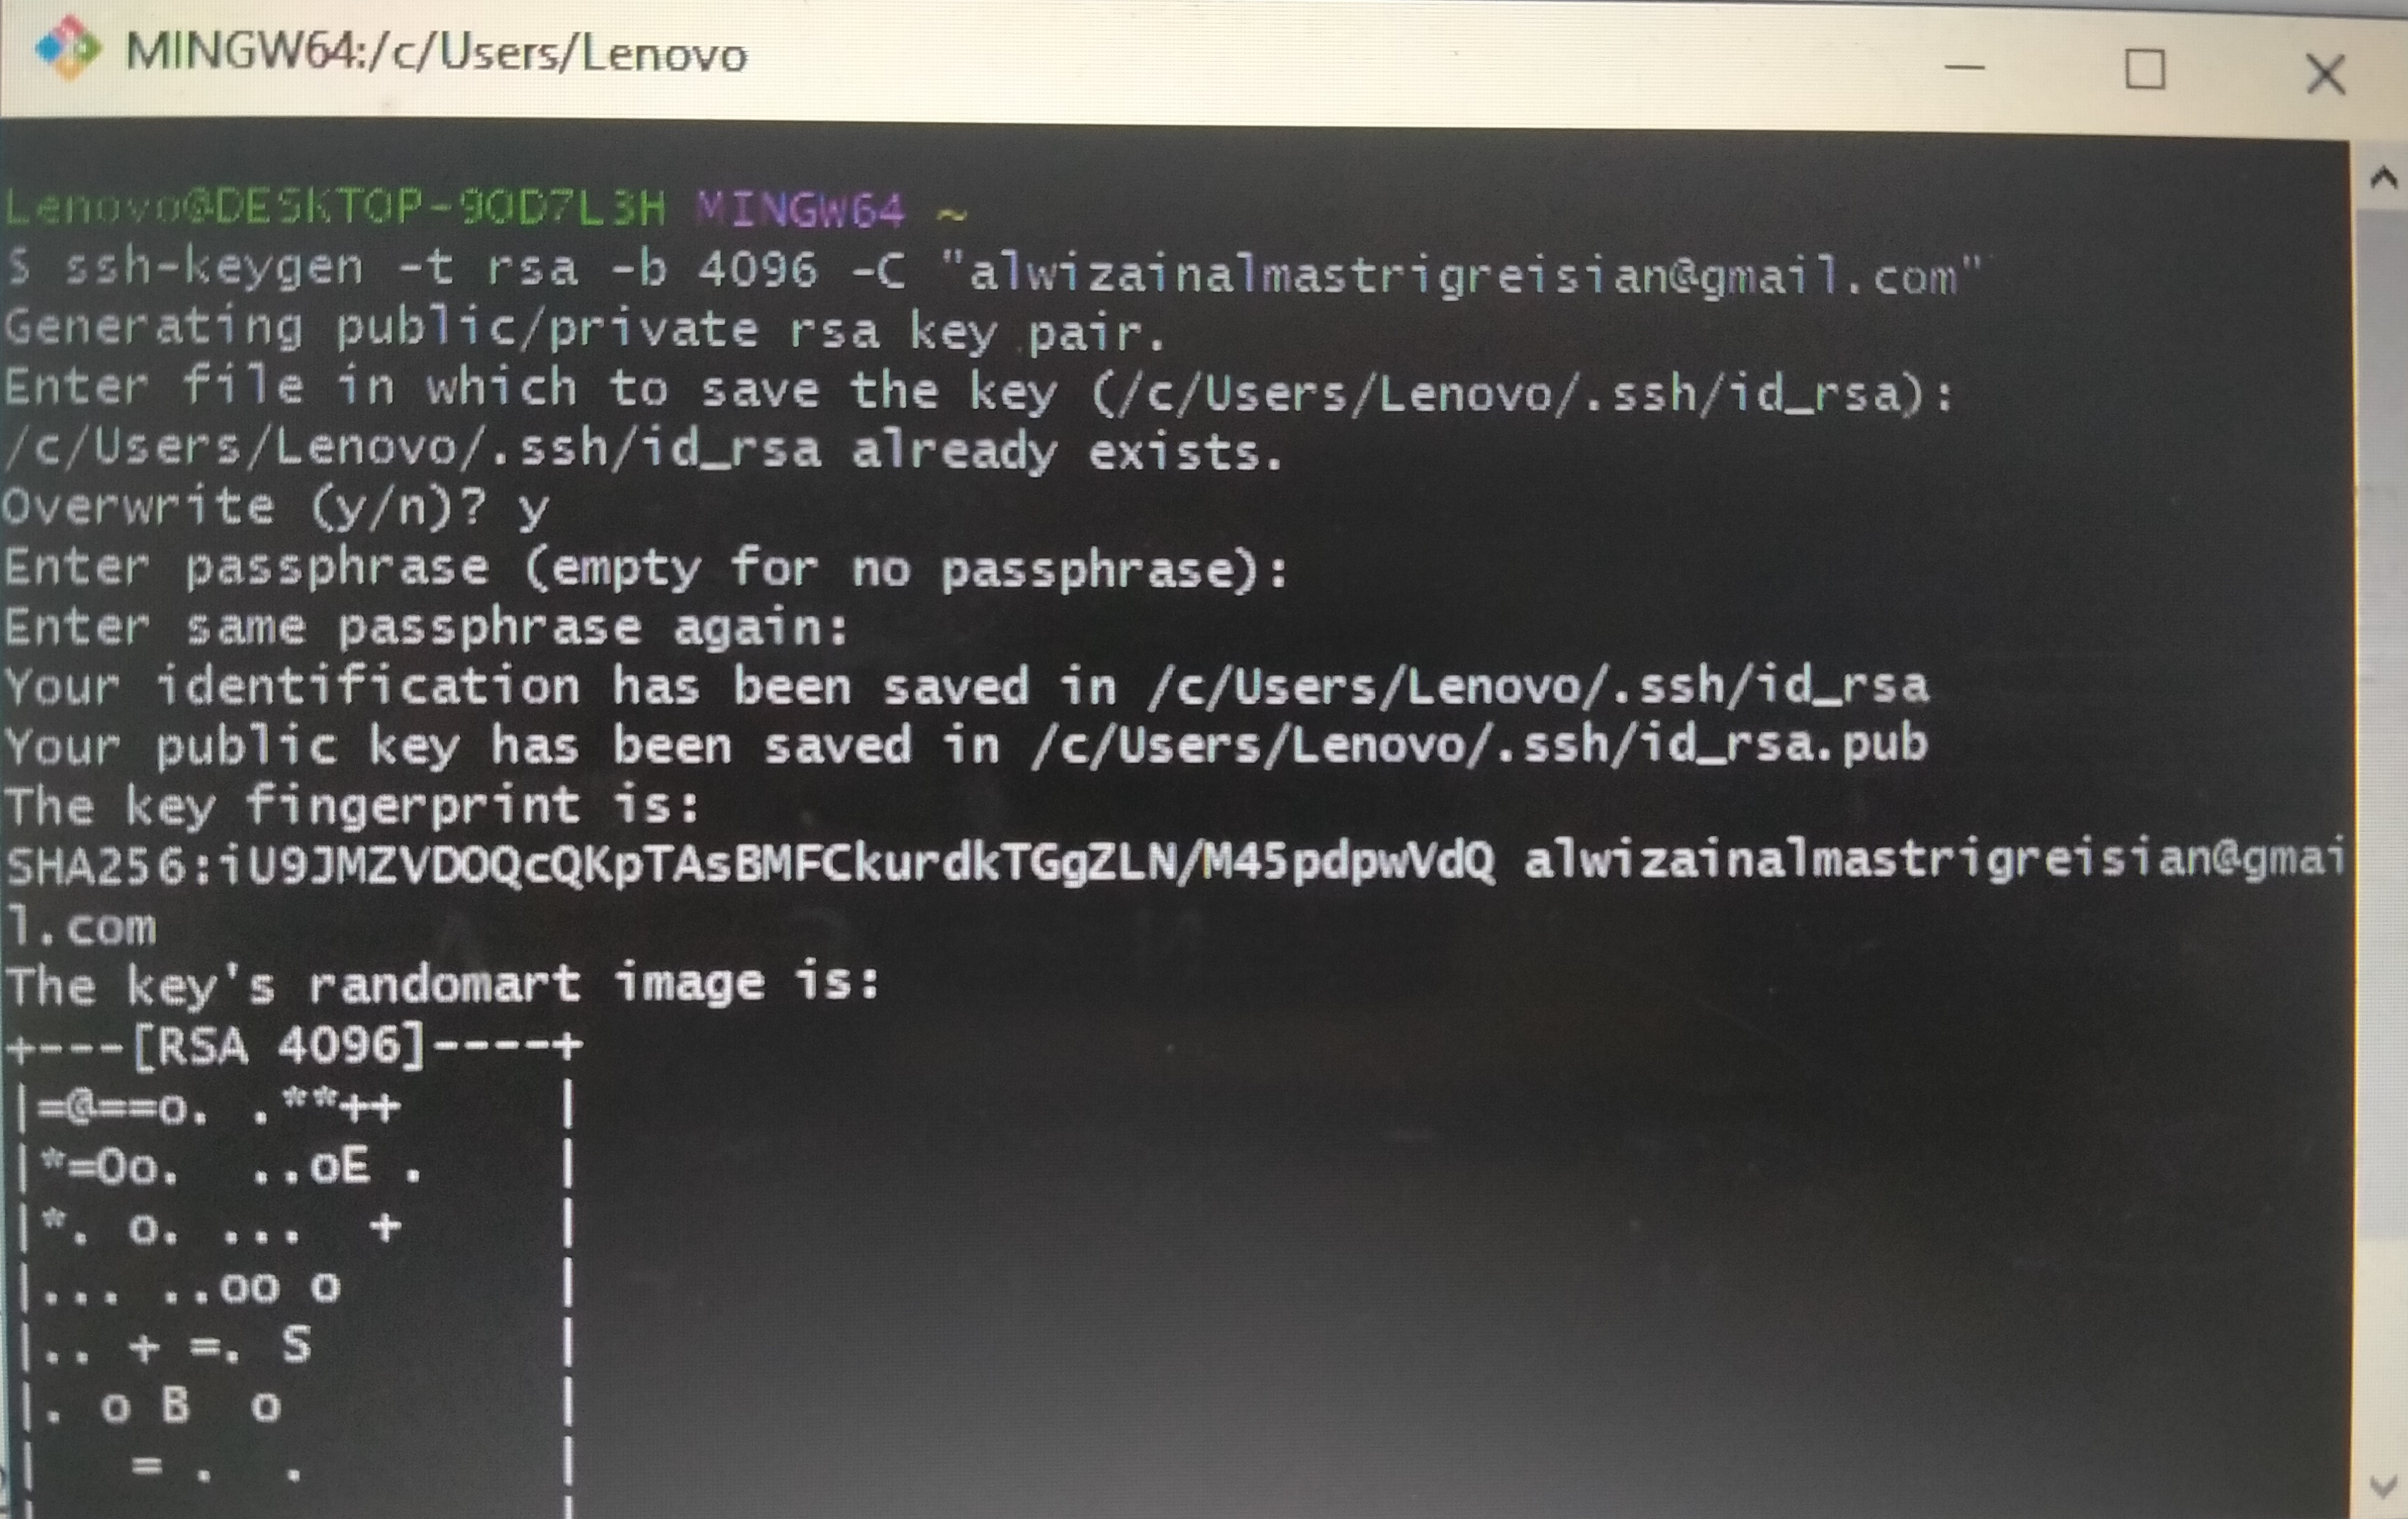 MINGW64:/c/Users/Lenovo
Lenovo@DESKTOP-9OD7L3H MINGW64 ~
$ ssh-keygen -t rsa -b 4096 -C "alwizainalmastrigreisian@gmail.com"
Generating public/private rsa key pair.
Enter file in which to save the key (/c/Users/Lenovo/.ssh/id_rsa):
/c/Users/Lenovo/.ssh/id_rsa already exists.
Overwrite (y/n)? y
Enter passphrase (empty for no passphrase):
Enter same passphrase again:
Your identification has been saved in /c/Users/Lenovo/.ssh/id_rsa
Your public key has been saved in /c/Users/Lenovo/.ssh/id_rsa.pub
The key fingerprint is:
SHA256:iU9JMZVDOQcQKpTAsBMFCkurdkTGgZLN/M45pdpwVdQ alwizainalmastrigreisian@gmai
l.com
The key's randomart image is:
+---[RSA 4096]----+
|=@==o. .**++     |
|*=Oo.  ..oE .    |
|*. o. ...  +     |
|... ..oo o       |
|.. + =. S        |
|. o B  o         |
|   = .  .        |